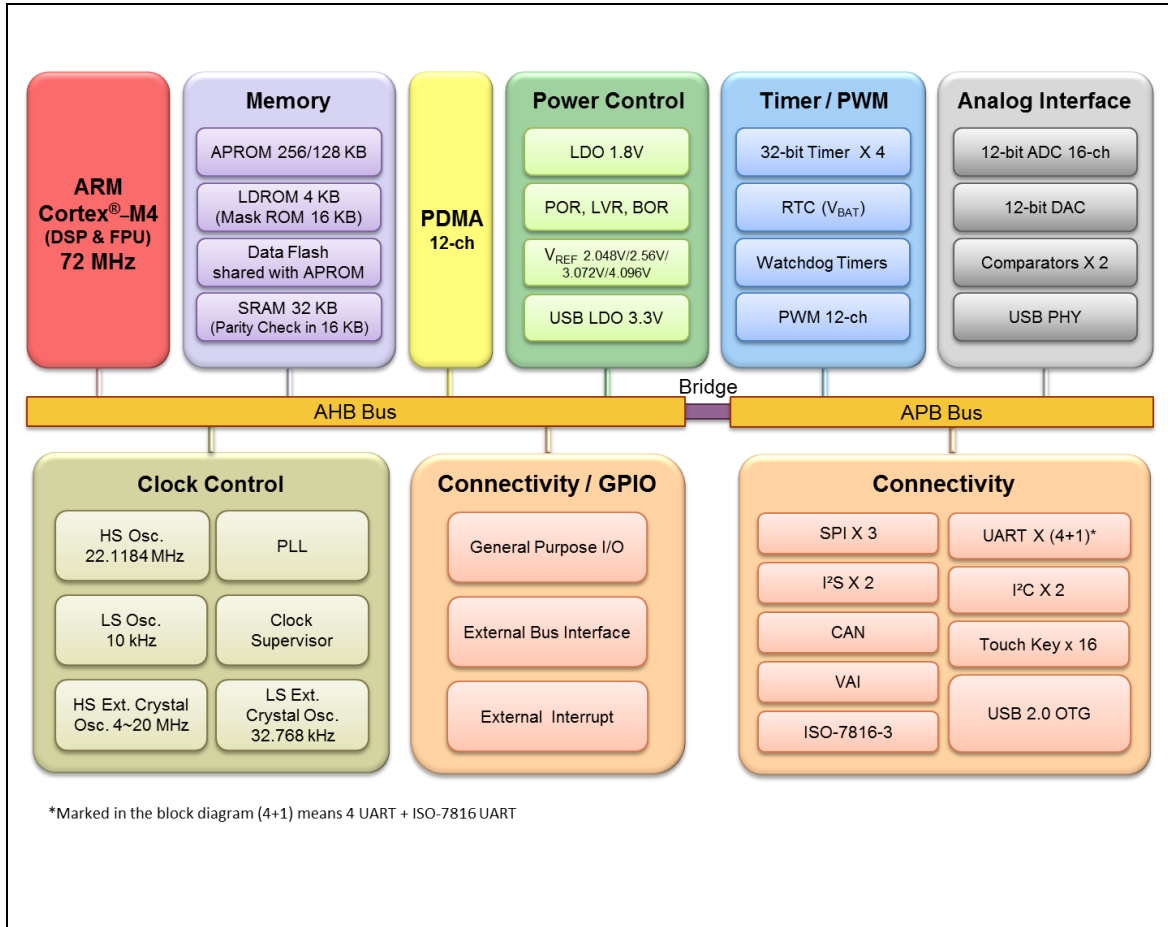 ARM
Cortex®–M4
(DSP & FPU)
72 MHz
Memory
APROM 256/128 KB
LDROM 4 KB
(Mask ROM 16 KB)
Data Flash
shared with APROM
SRAM 32 KB
(Parity Check in 16 KB)
PDMA
12-ch
Power Control
LDO 1.8V
POR, LVR, BOR
VREF 2.048V/2.56V/
3.072V/4.096V
USB LDO 3.3V
Timer / PWM
32-bit Timer X 4
RTC (VBAT)
Watchdog Timers
PWM 12-ch
Analog Interface
12-bit ADC 16-ch
12-bit DAC
Comparators X 2
USB PHY
AHB Bus
Bridge
APB Bus
Clock Control
HS Osc.
22.1184 MHz
PLL
LS Osc.
10 kHz
Clock
Supervisor
HS Ext. Crystal
Osc. 4~20 MHz
LS Ext.
Crystal Osc.
32.768 kHz
Connectivity / GPIO
General Purpose I/O
External Bus Interface
External Interrupt
Connectivity
SPI X 3
UART X (4+1)*
I²S X 2
I²C X 2
CAN
Touch Key x 16
VAI
USB 2.0 OTG
ISO-7816-3
*Marked in the block diagram (4+1) means 4 UART + ISO-7816 UART